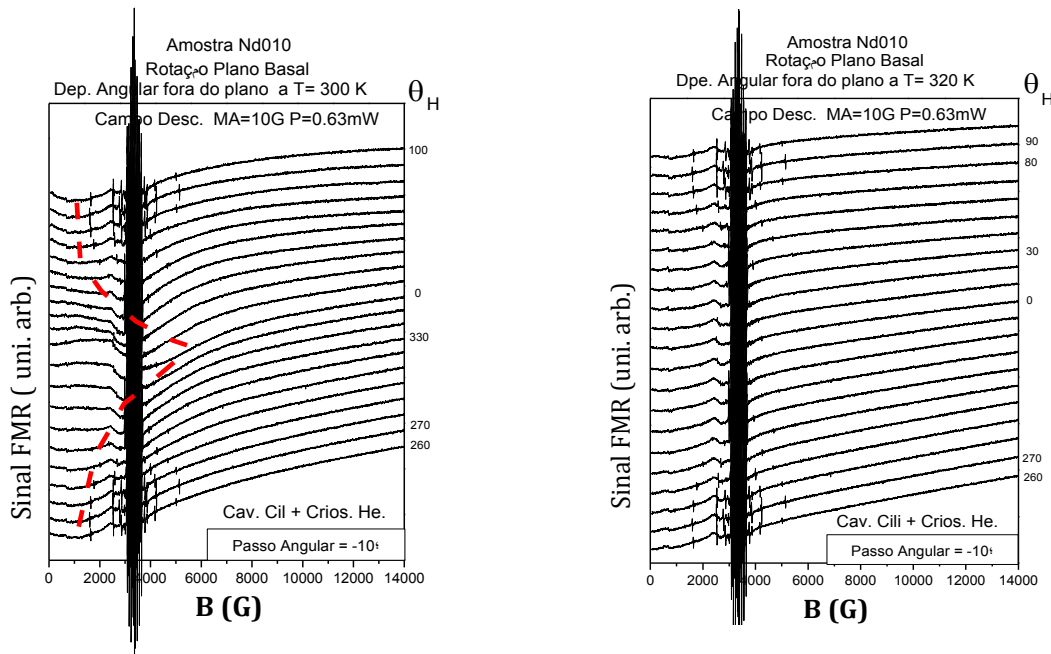 Amostra Nd010
Rotaç o Plano Basal
Dep. Angular fora do plano a T= 300 K
θH
Campo Desc. MA=10G P=0.63mW
100
0
330
270
260
Sinal FMR ( uni. arb.)
Cav. Cil + Crios. He.
Passo Angular = -10
0 2000 4000 6000 8000 10000 12000 14000
B (G)
Amostra Nd010
Rotaç o Plano Basal
Dpe. Angular fora do plano a T= 320 K
θH
Campo Desc. MA=10G P=0.63mW
90
80
30
0
270
260
Sinal FMR (uni. arb.)
Cav. Cili + Crios. He.
Passo Angular = -10
0 2000 4000 6000 8000 10000 12000 14000
B (G)